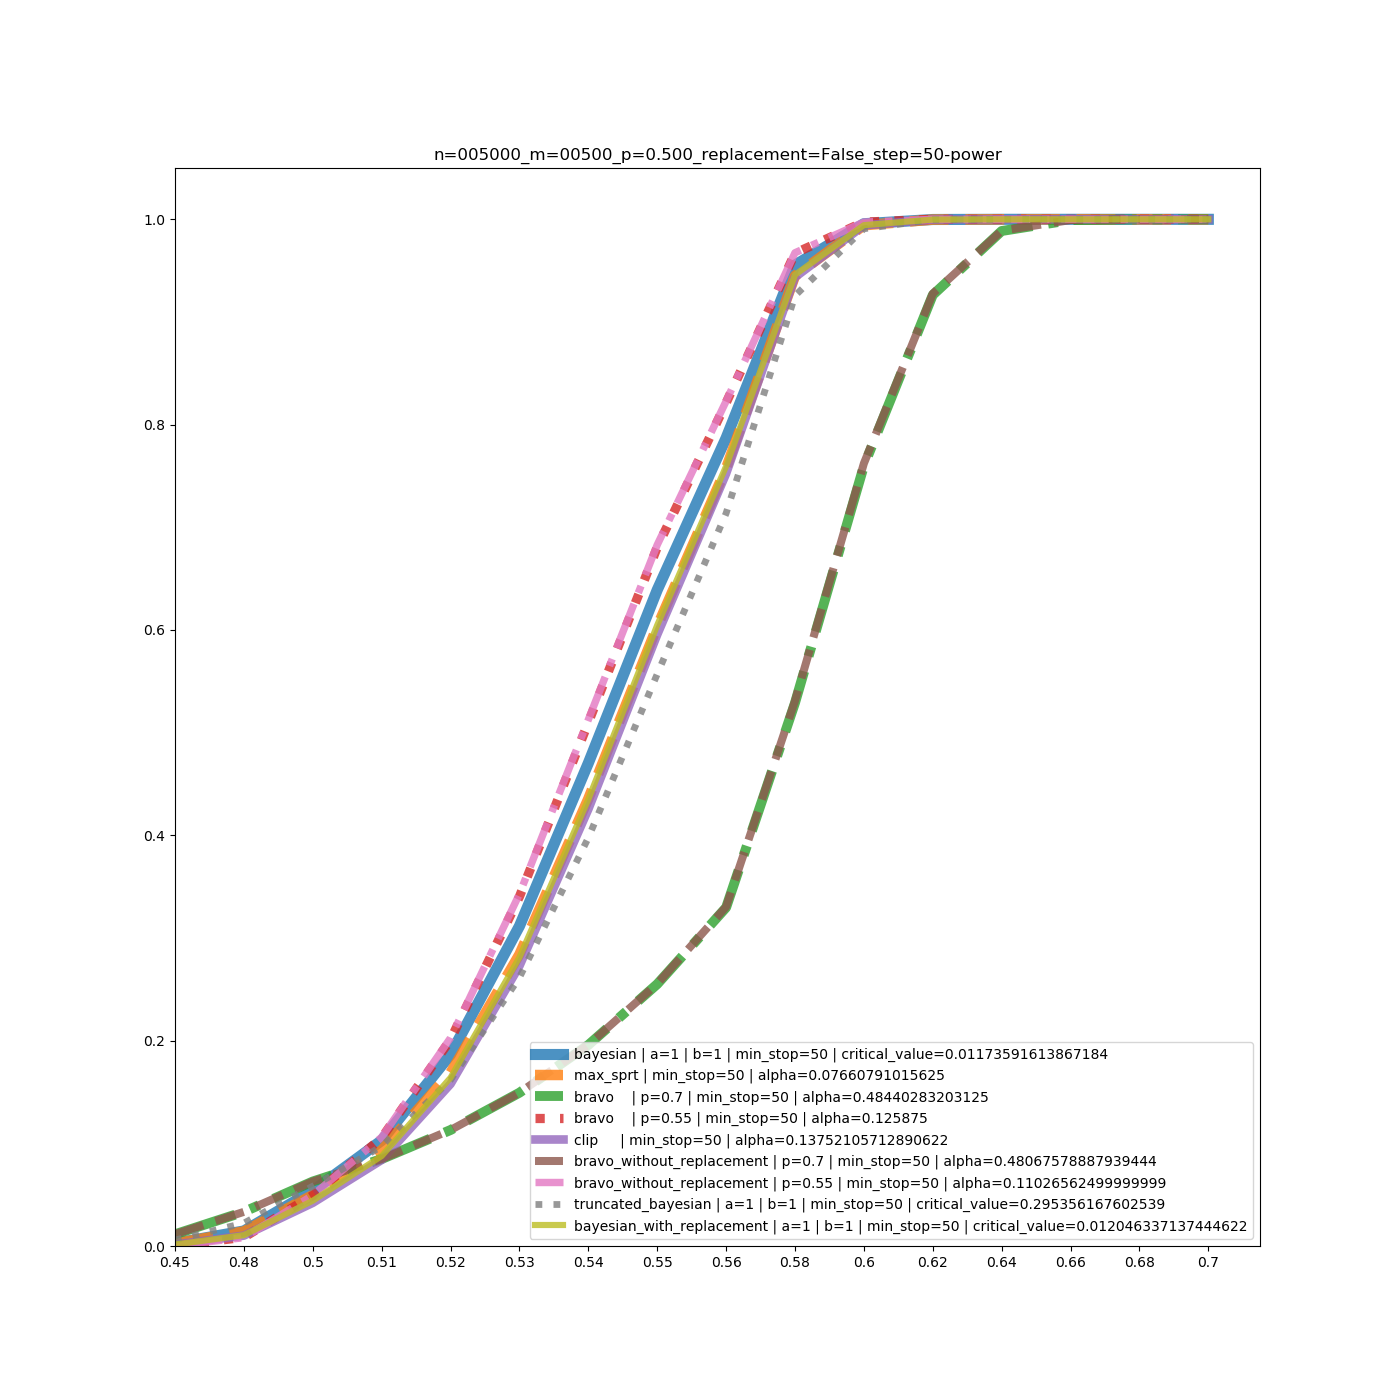 n=005000_m=00500_p=0.500_replacement=False_step=50-power
1.0
0.8
0.6
0.4
0.2
0.0
bayesian | a=1 | b=1 | min_stop=50 | critical_value=0.01173591613867184
max_sprt | min_stop=50 | alpha=0.07660791015625
bravo | p=0.7 | min_stop=50 | alpha=0.48440283203125
bravo | p=0.55 | min_stop=50 | alpha=0.125875
clip | min_stop=50 | alpha=0.13752105712890622
bravo_without_replacement | p=0.7 | min_stop=50 | alpha=0.48067578887939444
bravo_without_replacement | p=0.55 | min_stop=50 | alpha=0.11026562499999999
truncated_bayesian | a=1 | b=1 | min_stop=50 | critical_value=0.295356167602539
bayesian_with_replacement | a=1 | b=1 | min_stop=50 | critical_value=0.012046337137444622
0.45 0.48 0.5 0.51 0.52 0.53 0.54 0.55 0.56 0.58 0.6 0.62 0.64 0.66 0.68 0.7